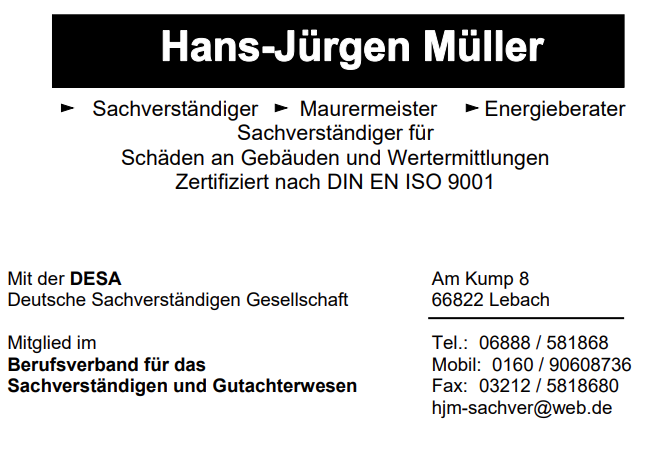 Hans-Jürgen Müller
► Sachverständiger ► Maurermeister ► Energieberater
Sachverständiger für
Schäden an Gebäuden und Wertermittlungen
Zertifiziert nach DIN EN ISO 9001
Mit der DESA
Deutsche Sachverständigen Gesellschaft
Mitglied im
Berufsverband für das
Sachverständigen und Gutachterwesen
Am Kump 8
66822 Lebach
Tel.: 06888 / 581868
Mobil: 0160 / 90608736
Fax: 03212 / 5818680
hjm-sachver@web.de